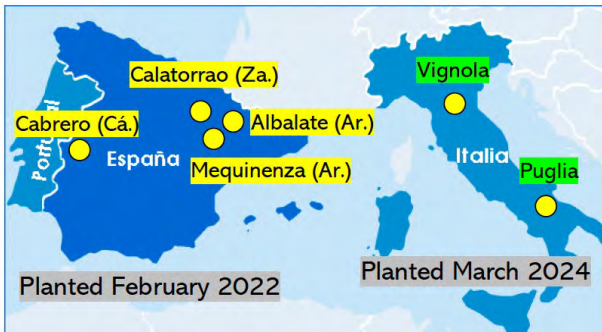 Calatorrao (Za.)
Vignola
Cabrero (Cá.)
Albalate (Ar.)
Portugal
España
Italia
Mequinenza (Ar.)
Puglia
Planted February 2022
Planted March 2024